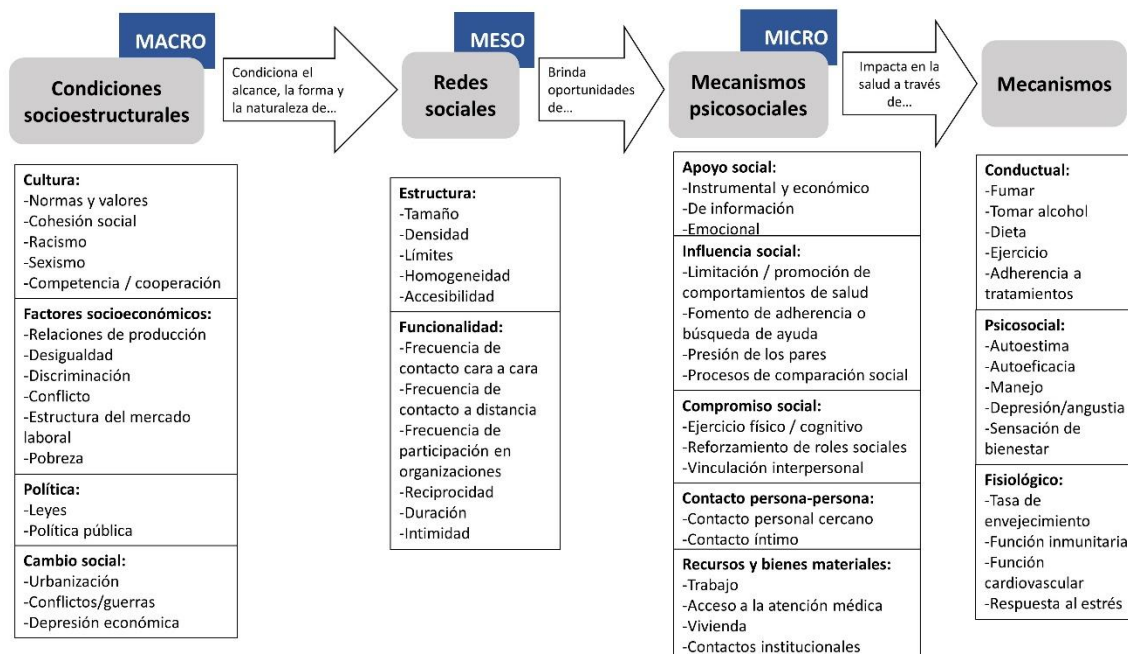 MACRO
Condiciones
socioestructurales
Condiciona el
alcance, la forma y
la naturaleza de...
MESO
Redes
sociales
Brinda
oportunidades
de...
MICRO
Mecanismos
psicosociales
Impacta en la
salud a través
de...
Mecanismos
Cultura:
-Normas y valores
-Cohesión social
-Racismo
-Sexismo
-Competencia / cooperación
Factores socioeconómicos:
-Relaciones de producción
-Desigualdad
-Discriminación
-Conflicto
-Estructura del mercado
laboral
-Pobreza
Política:
-Leyes
-Política pública
Cambio social:
-Urbanización
-Conflictos/guerras
-Depresión económica
Estructura:
-Tamaño
-Densidad
-Límites
-Homogeneidad
-Accesibilidad
Funcionalidad:
-Frecuencia de
contacto cara a cara
-Frecuencia de
contacto a distancia
-Frecuencia de
participación en
organizaciones
-Reciprocidad
-Duración
-Intimidad
Apoyo social:
-Instrumental y económico
-De información
-Emocional
Influencia social:
-Limitación / promoción de
comportamientos de salud
-Fomento de adherencia o
búsqueda de ayuda
-Presión de los pares
-Procesos de comparación social
Compromiso social:
-Ejercicio físico / cognitivo
-Reforzamiento de roles sociales
-Vinculación interpersonal
Contacto persona-persona:
-Contacto personal cercano
-Contacto íntimo
Recursos y bienes materiales:
-Trabajo
-Acceso a la atención médica
-Vivienda
-Contactos institucionales
Conductual:
-Fumar
-Tomar alcohol
-Dieta
-Ejercicio
-Adherencia a
tratamientos
Psicosocial:
-Autoestima
-Autoeficacia
-Manejo
-Depresión/angustia
-Sensación de
bienestar
Fisiológico:
-Tasa de
envejecimiento
-Función inmunitaria
-Función
cardiovascular
-Respuesta al estrés